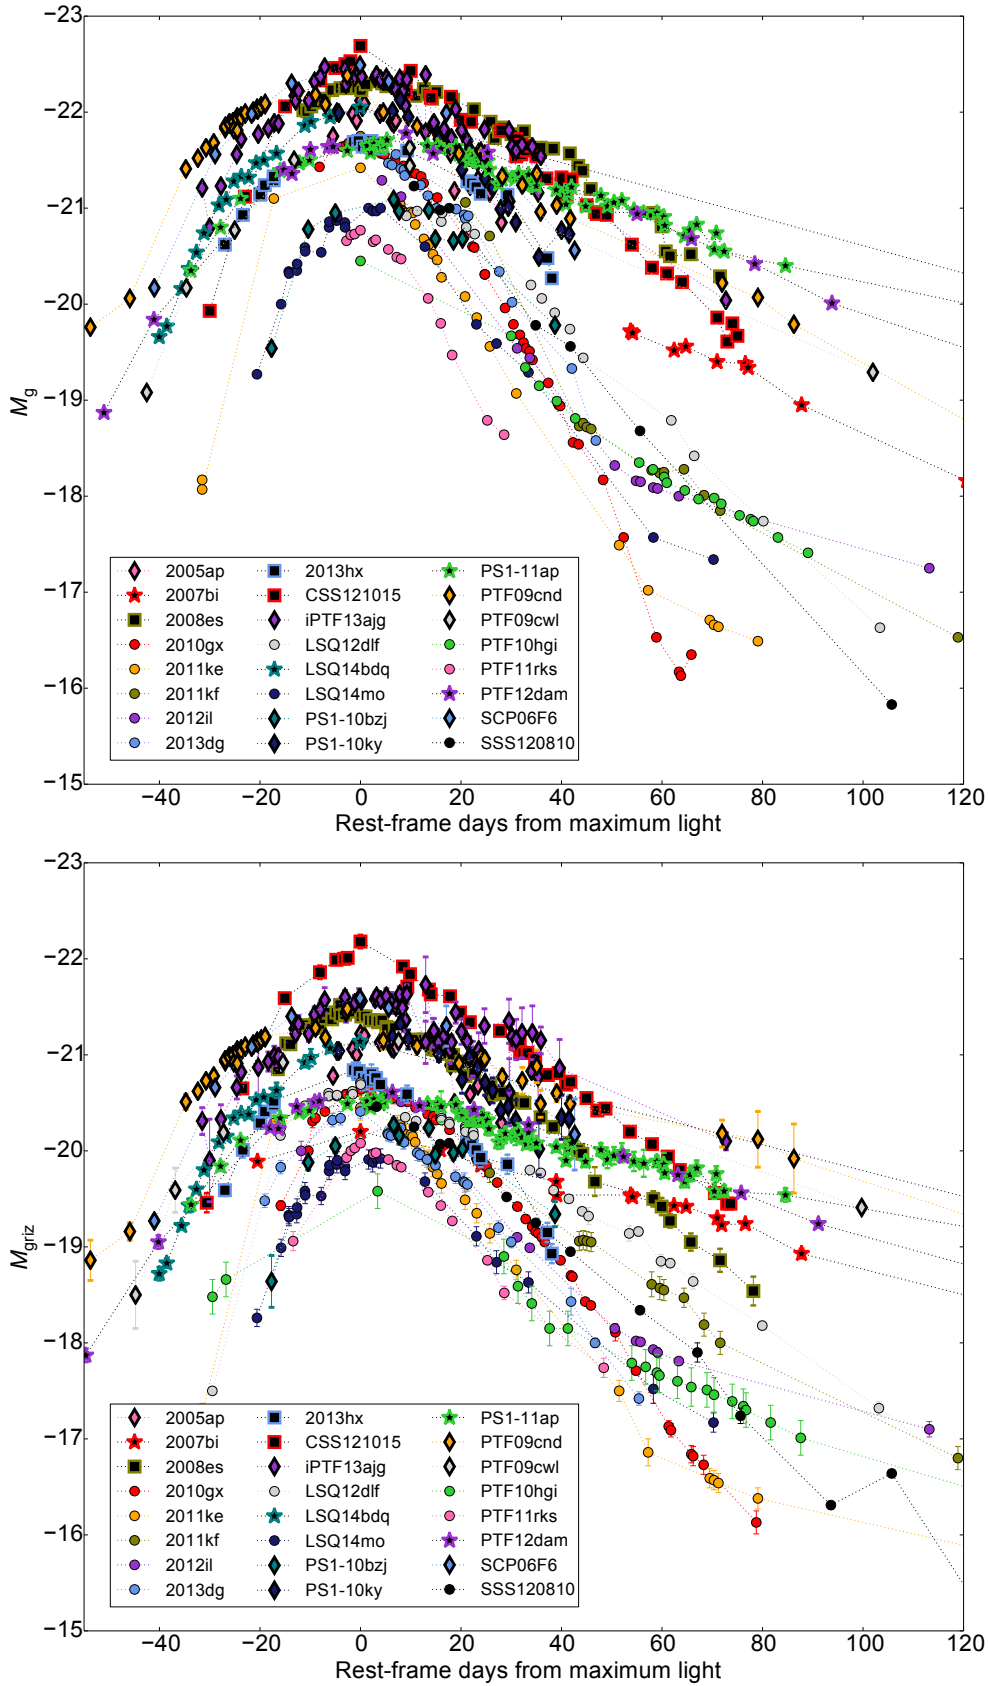 −23
−22
−21
−20
−19
−18
−17
−16
−15
M_g
2005ap 2013hx PS1-11ap
2007bi CSS121015 PTF09cnd
2008es iPTF13ajg PTF09cwl
2010gx LSQ12dlf PTF10hgi
2011ke LSQ14bdq PTF11rks
2011kf LSQ14mo PTF12dam
2012il PS1-10bzj SCP06F6
2013dg PS1-10ky SSS120810
−40 −20 0 20 40 60 80 100 120
Rest-frame days from maximum light
−23
−22
−21
−20
−19
−18
−17
−16
−15
M_griz
2005ap 2013hx PS1-11ap
2007bi CSS121015 PTF09cnd
2008es iPTF13ajg PTF09cwl
2010gx LSQ12dlf PTF10hgi
2011ke LSQ14bdq PTF11rks
2011kf LSQ14mo PTF12dam
2012il PS1-10bzj SCP06F6
2013dg PS1-10ky SSS120810
−40 −20 0 20 40 60 80 100 120
Rest-frame days from maximum light